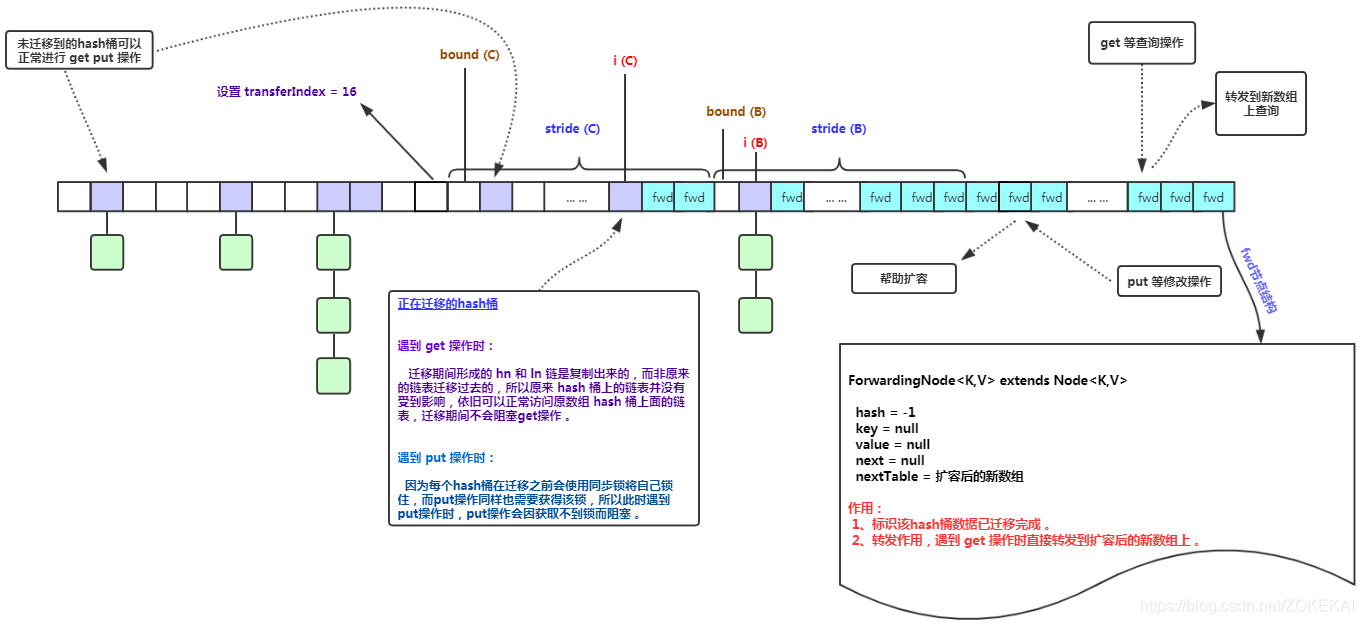 未迁移到的hash桶可以
正常进行 get put 操作
设置 transferIndex = 16
bound (C)
i (C)
stride (C)
bound (B)
i (B)
stride (B)
get 等查询操作
转发到新数组
上查询
... ...
fwd
fwd
fwd
... ...
fwd
fwd
fwd
fwd
fwd
fwd
... ...
fwd
fwd
fwd
帮助扩容
put 等修改操作
fwd节点结构
正在迁移的hash桶
遇到 get 操作时：
迁移期间形成的 hn 和 ln 链是复制出来的，而非原来
的链表迁移过去的，所以原来 hash 桶上的链表并没有
受到影响，依旧可以正常访问原数组 hash 桶上面的链
表，迁移期间不会阻塞get操作 。
遇到 put 操作时：
因为每个hash桶在迁移之前会使用同步锁将自己锁
住，而put操作同样也需要获得该锁，所以此时遇到
put操作时，put操作会因获取不到锁而阻塞 。
ForwardingNode<K,V> extends Node<K,V>
hash = -1
key = null
value = null
next = null
nextTable = 扩容后的新数组
作用：
1、标识该hash桶数据已迁移完成 。
2、转发作用，遇到 get 操作时直接转发到扩容后的新数组上 。
https://blog.csdn.net/ZOKEKAI